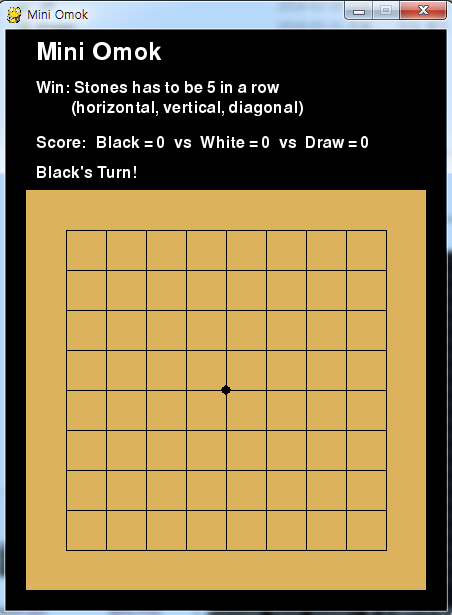 Mini Omok
Mini Omok
Win: Stones has to be 5 in a row
(horizontal, vertical, diagonal)
Score: Black = 0 vs White = 0 vs Draw = 0
Black's Turn!